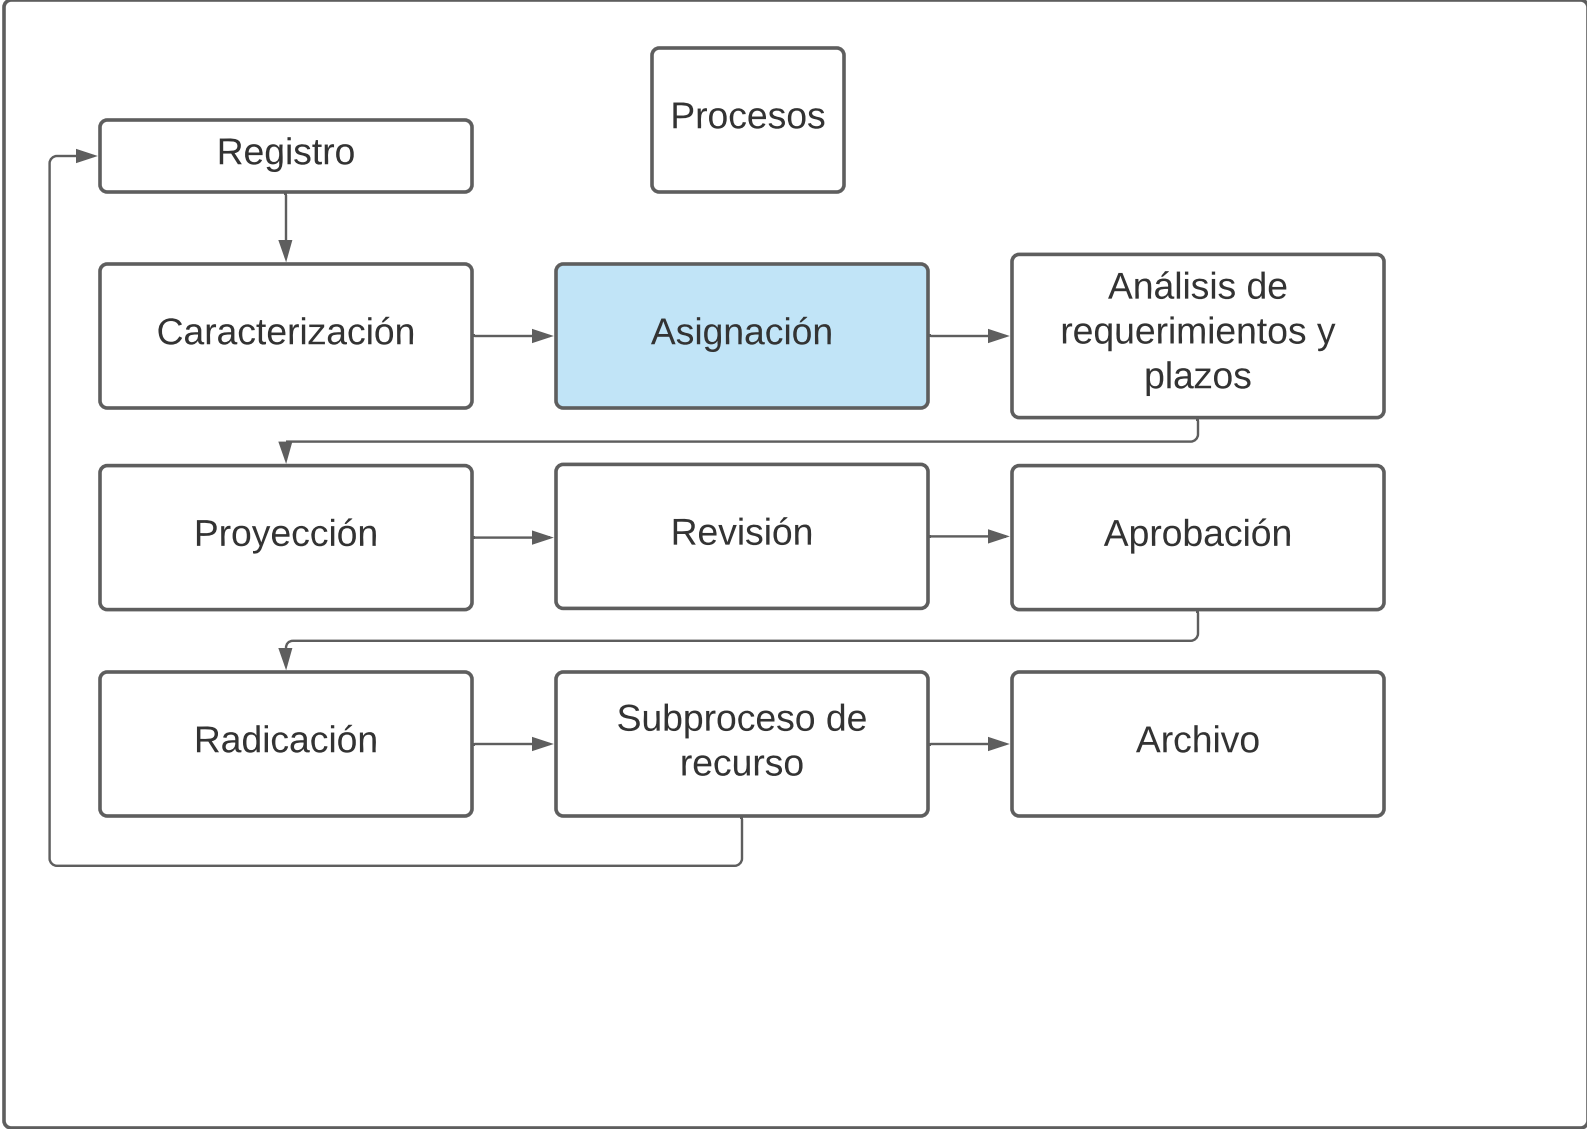 Procesos
Registro
Caracterización
Asignación
Análisis de
requerimientos y
plazos
Proyección
Revisión
Aprobación
Radicación
Subproceso de
recurso
Archivo